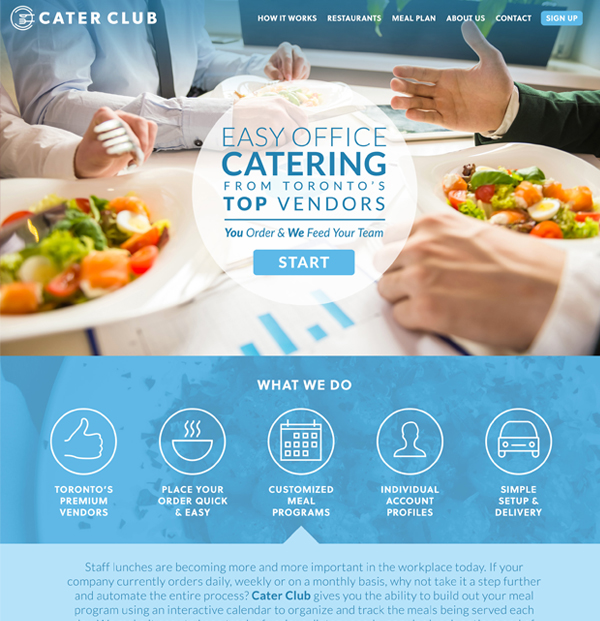 CATER CLUB
HOW IT WORKS RESTAURANTS MEAL PLAN ABOUT US CONTACT SIGN UP
EASY OFFICE
CATERING
FROM TORONTO'S
TOP VENDORS
You Order & We Feed Your Team
START
WHAT WE DO
TORONTO'S
PREMIUM
VENDORS
PLACE YOUR
ORDER QUICK
& EASY
CUSTOMIZED
MEAL
PROGRAMS
INDIVIDUAL
ACCOUNT
PROFILES
SIMPLE
SETUP &
DELIVERY
Staff lunches are becoming more and more important in the workplace today. If your
company currently orders daily, weekly or on a monthly basis, why not take it a step further
and automate the entire process? Cater Club gives you the ability to build out your meal
program using an interactive calendar to organize and track the meals being served each